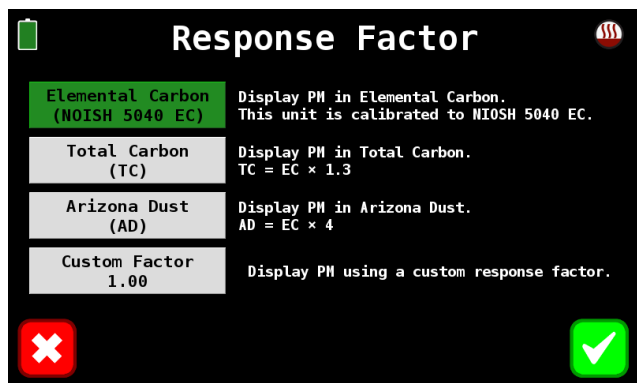 Response Factor
Elemental Carbon
(NOISH 5040 EC)
Display PM in Elemental Carbon.
This unit is calibrated to NIOSH 5040 EC.
Total Carbon
(TC)
Display PM in Total Carbon.
TC = EC × 1.3
Arizona Dust
(AD)
Display PM in Arizona Dust.
AD = EC × 4
Custom Factor
1.00
Display PM using a custom response factor.